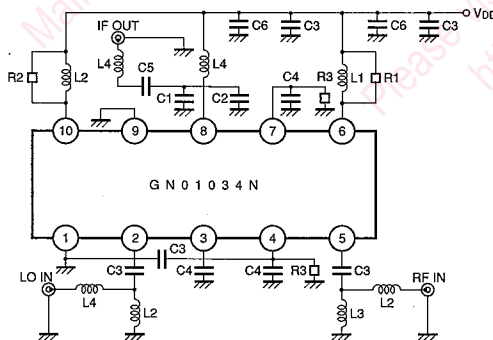 IF OUT
C6 C3 C6 C3 VDD
L4 L4
R2 L2 C5 C4 R3 L1 R1
C1 C2
10 9 8 7 6
GN01034N
1 2 3 4 5
C3
C3 C4 C4 R3 C3
LO IN RF IN
L4 L2
L2 L3